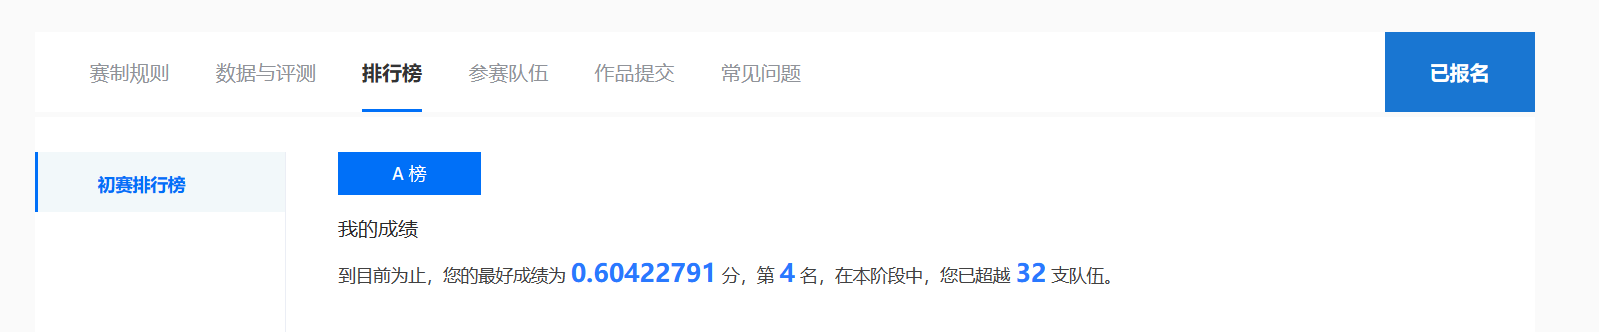 赛制规则 数据与评测 排行榜 参赛队伍 作品提交 常见问题 已报名
初赛排行榜
A 榜
我的成绩
到目前为止，您的最好成绩为 0.60422791 分，第 4 名，在本阶段中，您已超越 32 支队伍。